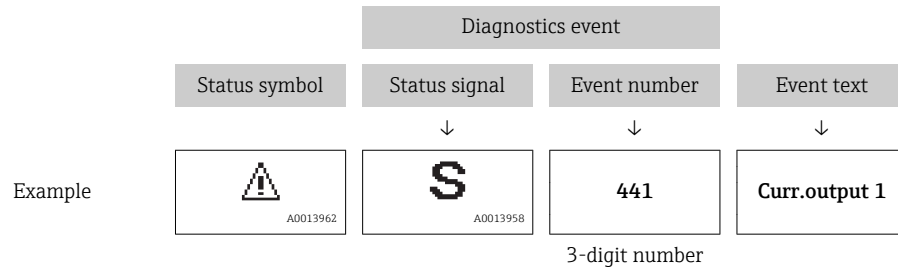 Diagnostics event
Status symbol Status signal Event number Event text
↓ ↓ ↓
Example S 441 Curr.output 1
A0013962 A0013958
3-digit number